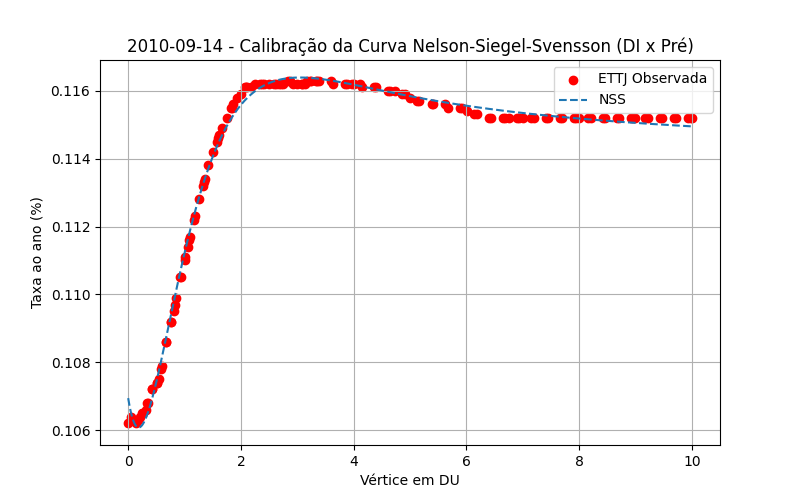 2010-09-14 - Calibração da Curva Nelson-Siegel-Svensson (DI x Pré)
ETTJ Observada
NSS
Taxa ao ano (%)
0.116
0.114
0.112
0.110
0.108
0.106
0 2 4 6 8 10
Vértice em DU